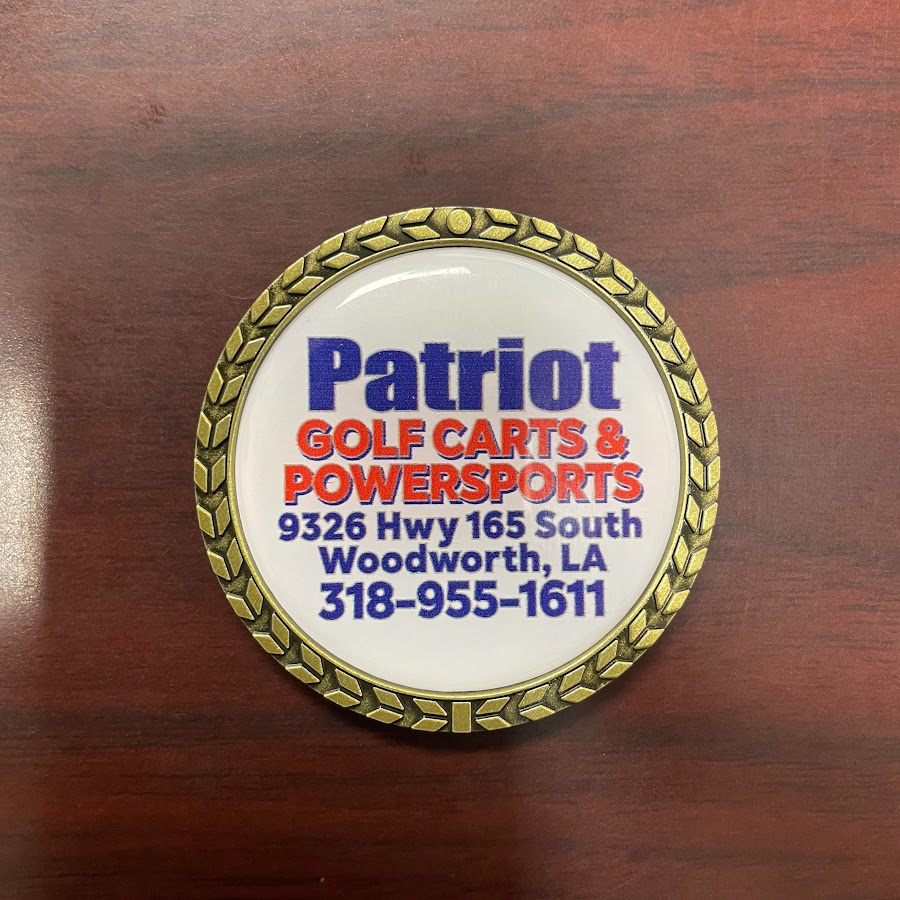 Patriot
GOLF CARTS &
POWERSPORTS
9326 Hwy 165 South
Woodworth, LA
318-955-1611